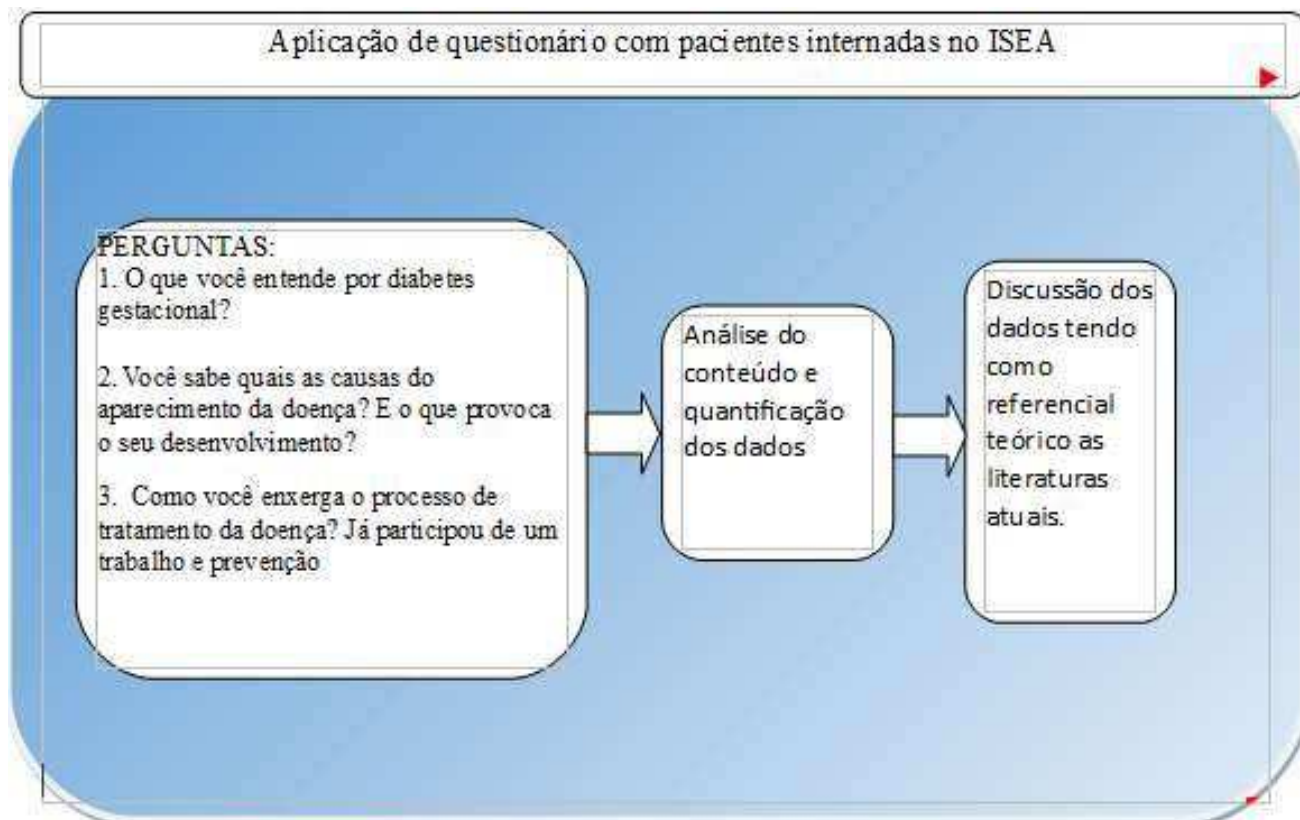 Aplicação de questionário com pacientes internadas no ISEA
PERGUNTAS:
1. O que você entende por diabetes
gestacional?
2. Você sabe quais as causas do
aparecimento da doença? E o que provoca
o seu desenvolvimento?
3. Como você enxerga o processo de
tratamento da doença? Já participou de um
trabalho e prevenção
Análise do
conteúdo e
quantificação
dos dados
Discussão dos
dados tendo
como
referencial
teórico as
literaturas
atuais.